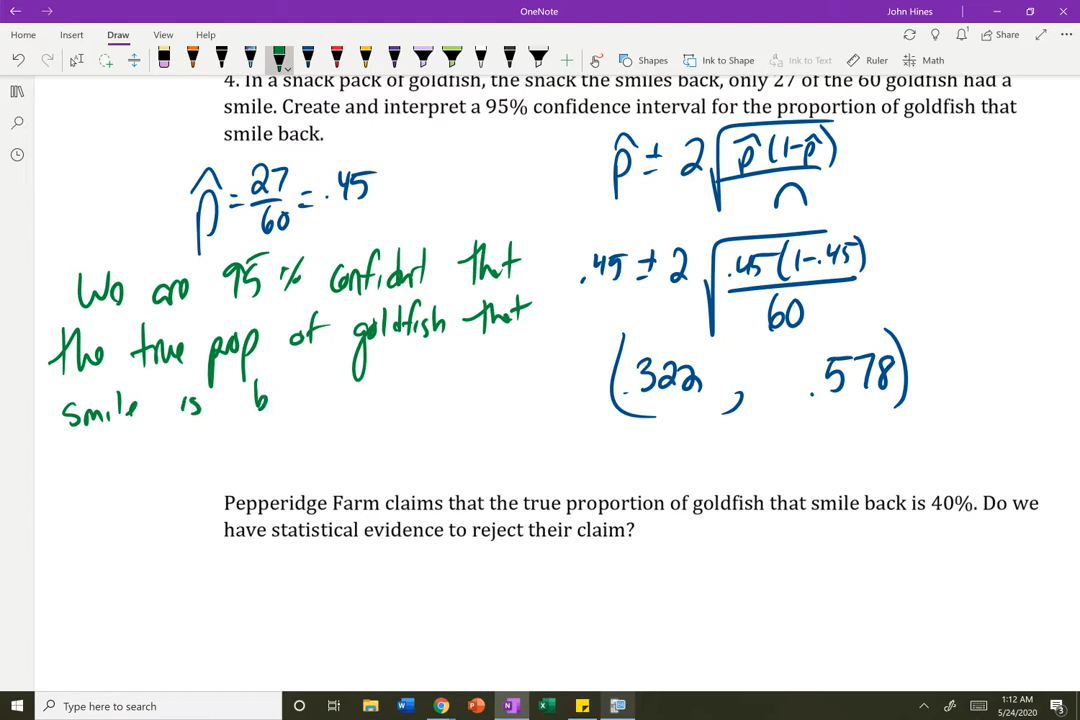 OneNote
John Hines
Home Insert Draw View Help
Share
Shapes Ink to Shape Ink to Text Ruler Math
4. In a snack pack of goldfish, the snack the smiles back, only 27 of the 60 goldfish had a
smile. Create and interpret a 95% confidence interval for the proportion of goldfish that
smile back.
p̂ ± 2 √(p̂(1-p̂)/n)
p̂ = 27/60 = .45
.45 ± 2 √(.45(1-.45)/60)
We are 95% confident that
the true prop of goldfish that
smile is b
(.322, .578)
Pepperidge Farm claims that the true proportion of goldfish that smile back is 40%. Do we
have statistical evidence to reject their claim?
Type here to search
1:12 AM
5/24/2020
3